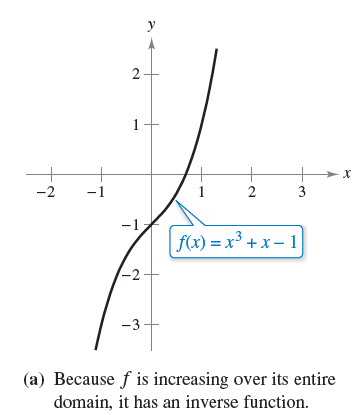 y
2
1
x
-2 -1 1 2 3
-1
f(x) = x³ + x - 1
-2
-3
(a) Because f is increasing over its entire
domain, it has an inverse function.